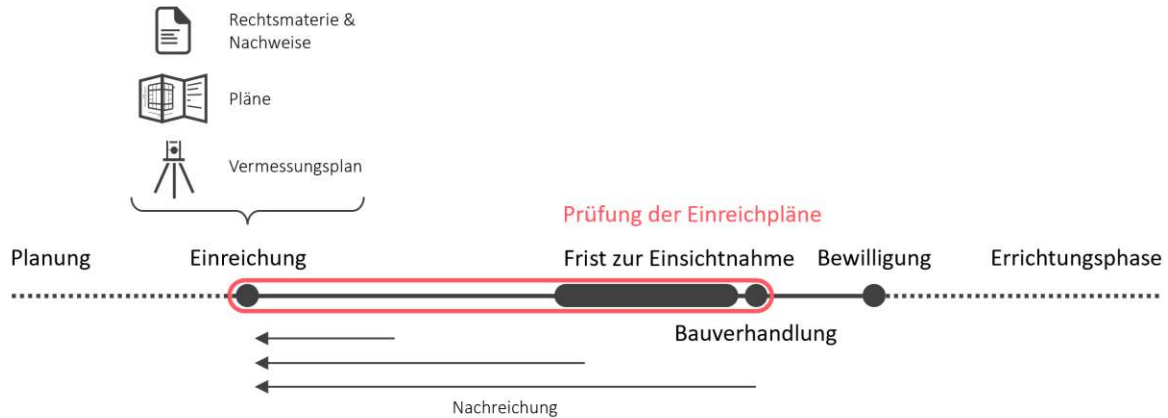 Rechtsmaterie &
Nachweise
Pläne
Vermessungsplan
Prüfung der Einreichpläne
Planung
Einreichung
Frist zur Einsichtnahme
Bewilligung
Errichtungsphase
Bauverhandlung
Nachreichung